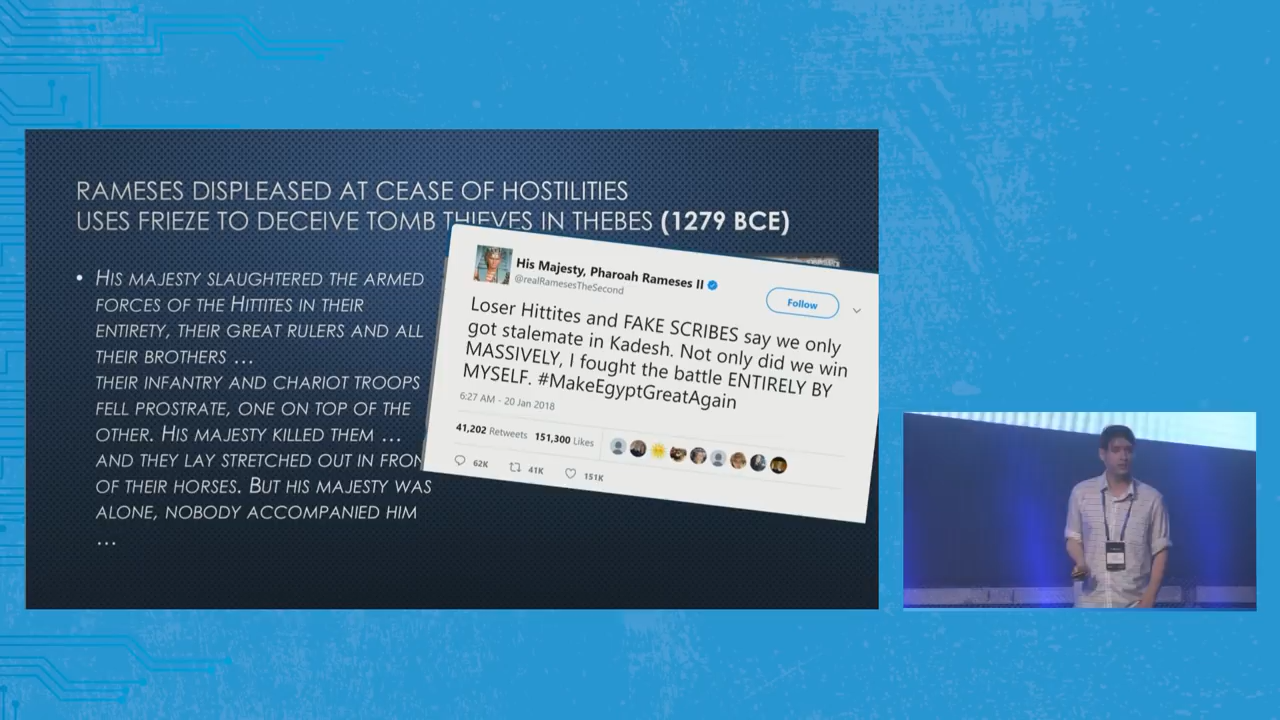 RAMESES DISPLEASED AT CEASE OF HOSTILITIES
USES FRIEZE TO DECEIVE TOMB THIEVES IN THEBES (1279 BCE)
• HIS MAJESTY SLAUGHTERED THE ARMED
FORCES OF THE HITTITES IN THEIR
ENTIRETY, THEIR GREAT RULERS AND ALL
THEIR BROTHERS …
THEIR INFANTRY AND CHARIOT TROOPS
FELL PROSTRATE, ONE ON TOP OF THE
OTHER. HIS MAJESTY KILLED THEM …
AND THEY LAY STRETCHED OUT IN FRON
OF THEIR HORSES. BUT HIS MAJESTY WAS
ALONE, NOBODY ACCOMPANIED HIM
…
His Majesty, Pharoah Rameses II
@realRamesesTheSecond
Follow
Loser Hittites and FAKE SCRIBES say we only
got stalemate in Kadesh. Not only did we win
MASSIVELY, I fought the battle ENTIRELY BY
MYSELF. #MakeEgyptGreatAgain
6:27 AM - 20 Jan 2018
41,202 Retweets 151,300 Likes
62K 41K 151K